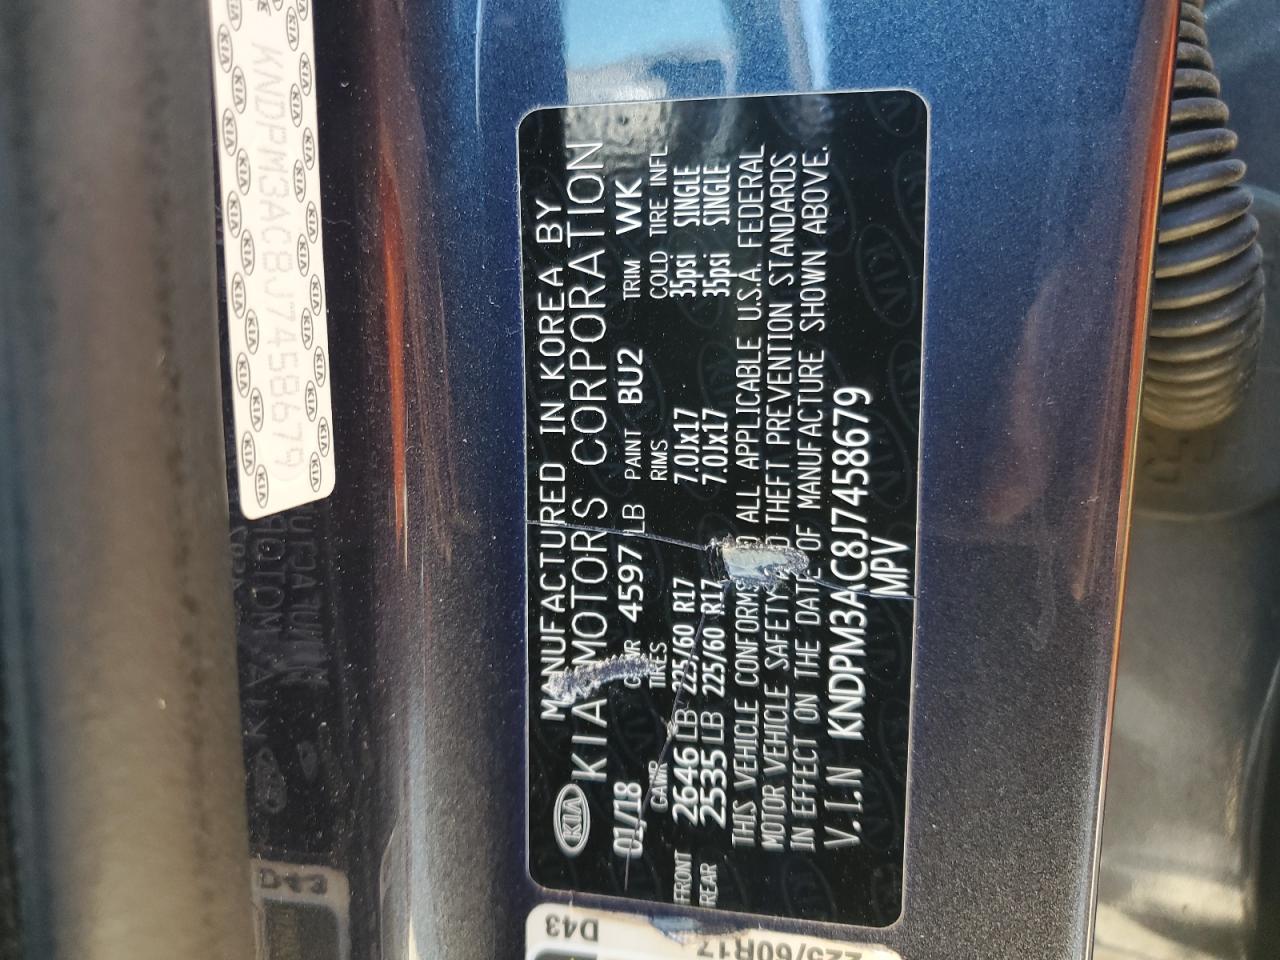 KNDPM3AC8J7458679
MANUFACTURED IN KOREA BY
KIA KIA MOTORS CORPORATION
01/18 GVWR 4597 LB PAINT BU2 TRIM WK
GAWR TIRES RIMS COLD TIRE INFL
FRONT 2646 LB 225/60 R17 7.0Jx17 35psi SINGLE
REAR 2535 LB 225/60 R17 7.0Jx17 35psi SINGLE
THIS VEHICLE CONFORMS ALL APPLICABLE U.S.A. FEDERAL
MOTOR VEHICLE SAFETY THEFT PREVENTION STANDARDS
IN EFFECT ON THE DATE OF MANUFACTURE SHOWN ABOVE.
V.I.N KNDPM3AC8J7458679
MPV
D43
225/60R17